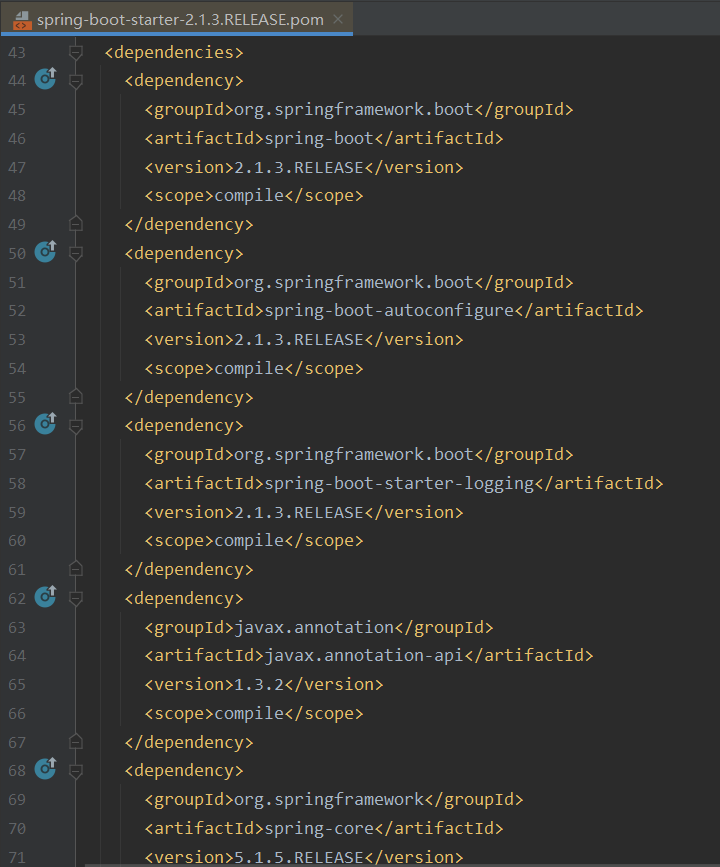 spring-boot-starter-2.1.3.RELEASE.pom
43 <dependencies>
44 <dependency>
45 <groupId>org.springframework.boot</groupId>
46 <artifactId>spring-boot</artifactId>
47 <version>2.1.3.RELEASE</version>
48 <scope>compile</scope>
49 </dependency>
50 <dependency>
51 <groupId>org.springframework.boot</groupId>
52 <artifactId>spring-boot-autoconfigure</artifactId>
53 <version>2.1.3.RELEASE</version>
54 <scope>compile</scope>
55 </dependency>
56 <dependency>
57 <groupId>org.springframework.boot</groupId>
58 <artifactId>spring-boot-starter-logging</artifactId>
59 <version>2.1.3.RELEASE</version>
60 <scope>compile</scope>
61 </dependency>
62 <dependency>
63 <groupId>javax.annotation</groupId>
64 <artifactId>javax.annotation-api</artifactId>
65 <version>1.3.2</version>
66 <scope>compile</scope>
67 </dependency>
68 <dependency>
69 <groupId>org.springframework</groupId>
70 <artifactId>spring-core</artifactId>
71 <version>5.1.5.RELEASE</version>